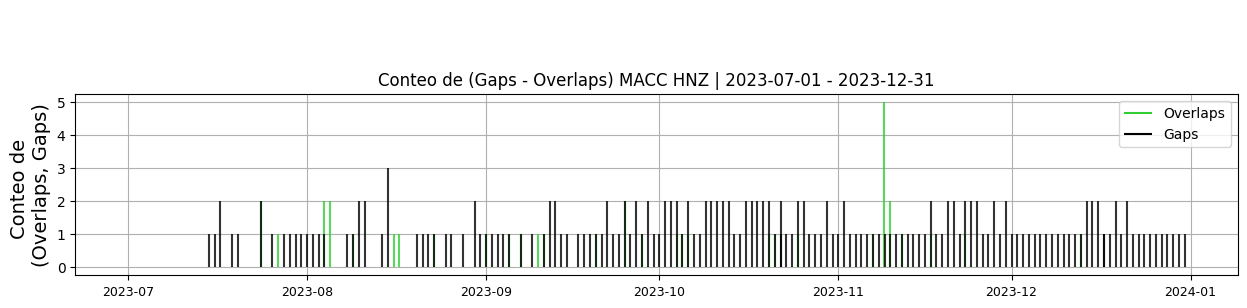 Conteo de (Gaps - Overlaps) MACC HNZ | 2023-07-01 - 2023-12-31
Conteo de
(Overlaps, Gaps)
5
4
3
2
1
0
Overlaps
Gaps
2023-07
2023-08
2023-09
2023-10
2023-11
2023-12
2024-01